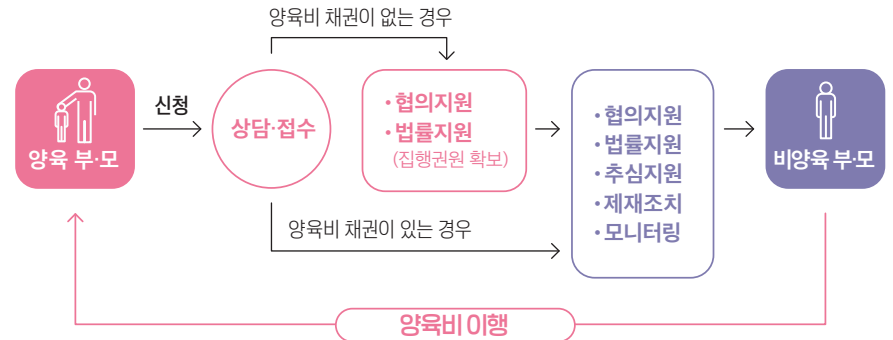 양육비 채권이 없는 경우
양육 부·모
신청
상담·접수
• 협의지원
• 법률지원
(집행권원 확보)
• 협의지원
• 법률지원
• 추심지원
• 제재조치
• 모니터링
비양육 부·모
양육비 채권이 있는 경우
양육비 이행